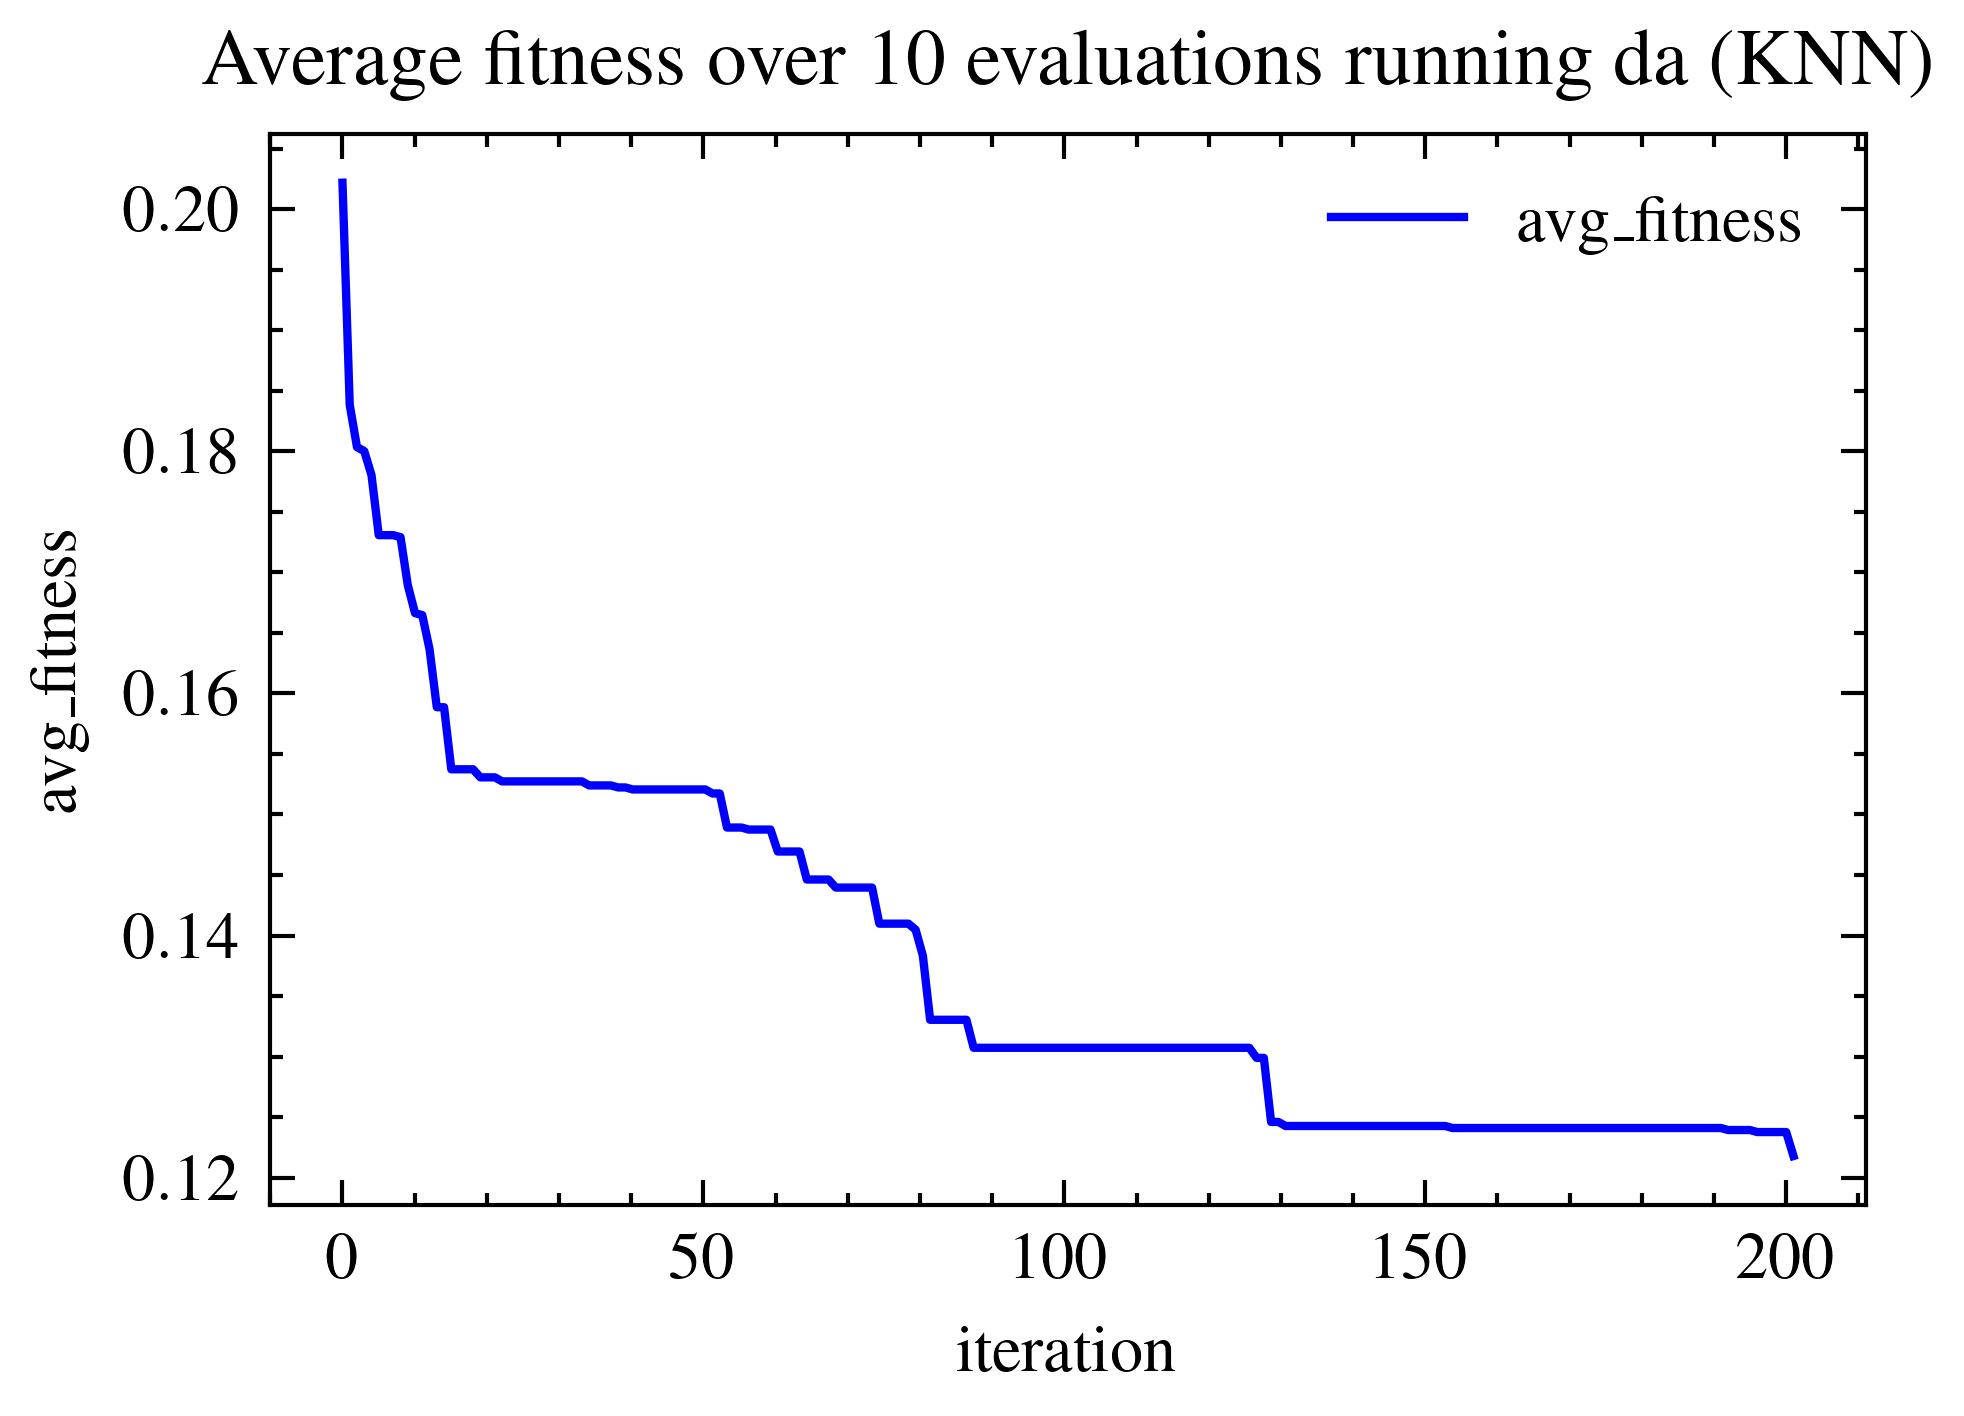 Average fitness over 10 evaluations running da (KNN)
avg_fitness
0.20
0.18
0.16
0.14
0.12
avg_fitness
0
50
100
150
200
iteration